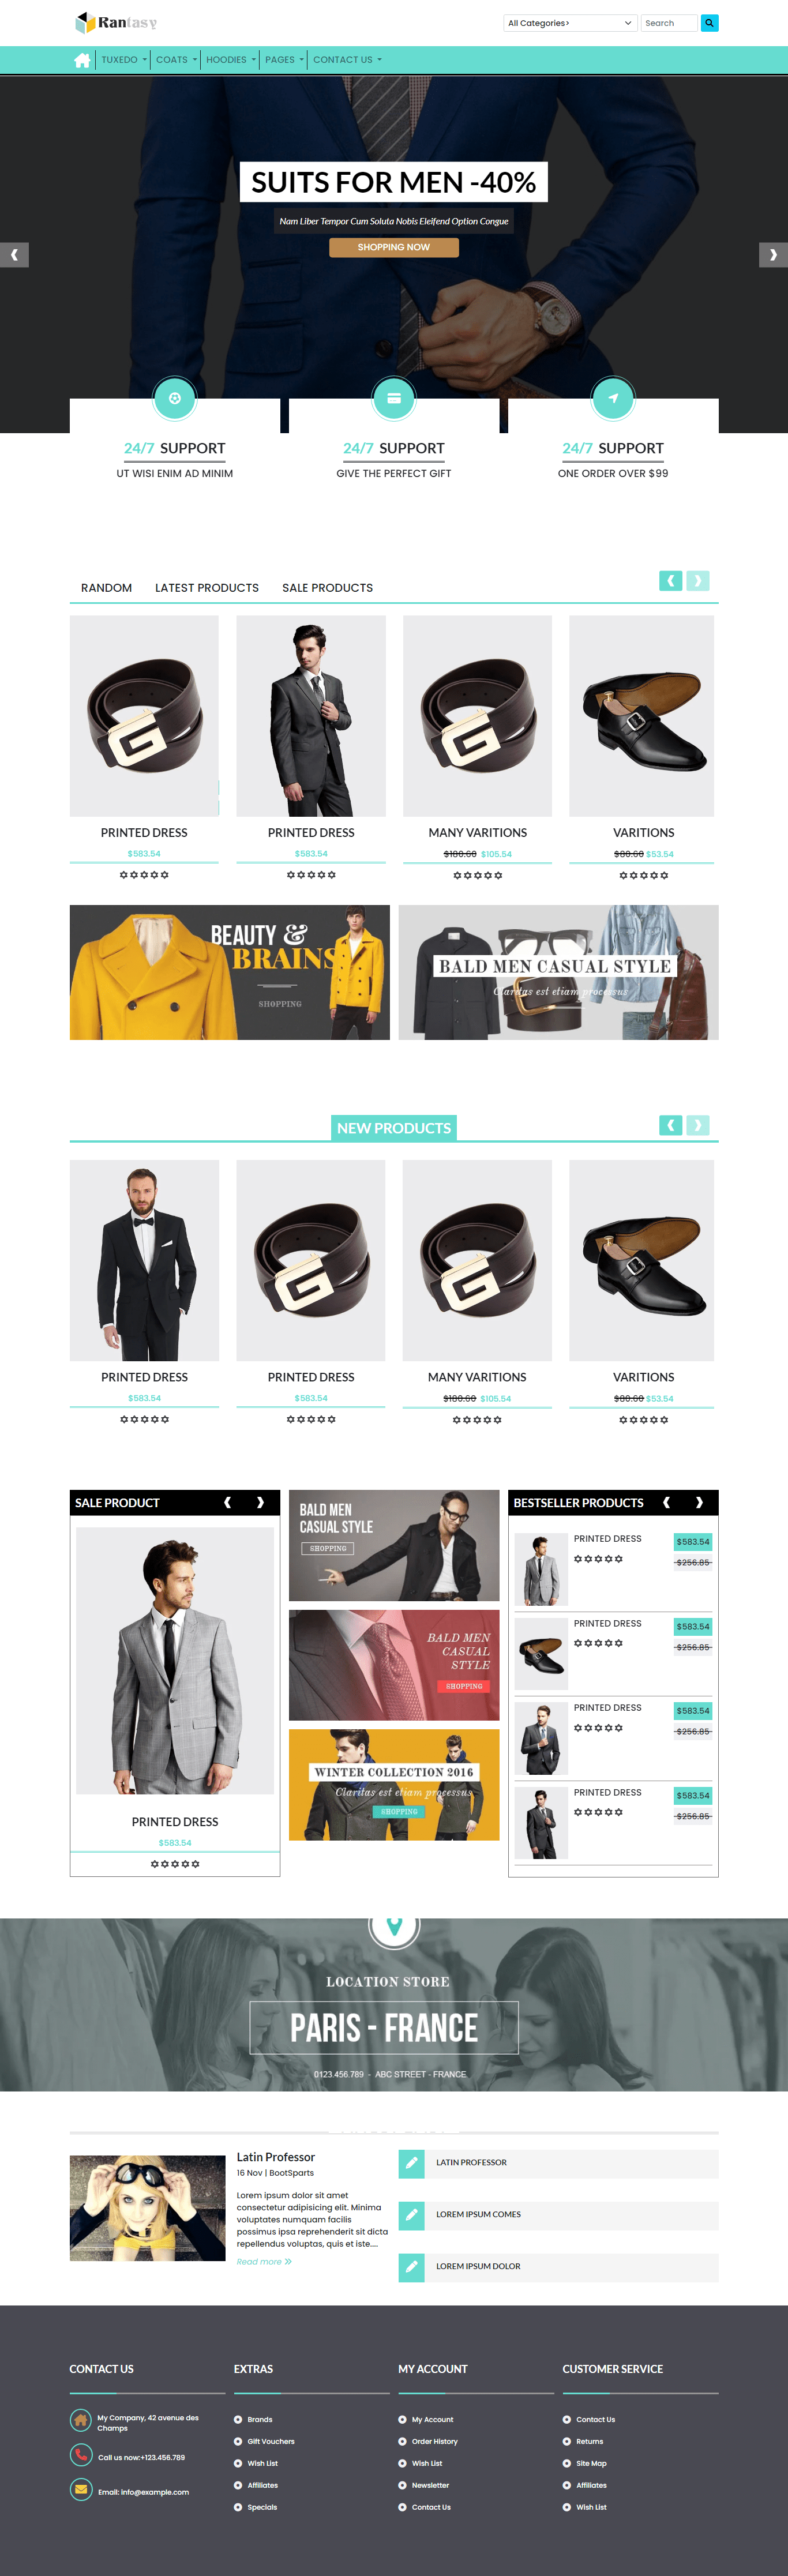 Rantasy
All Categories>
Search
TUXEDO
COATS
HOODIES
PAGES
CONTACT US
SUITS FOR MEN -40%
Nam Liber Tempor Cum Soluta Nobis Eleifend Option Congue
SHOPPING NOW
24/7 SUPPORT
UT WISI ENIM AD MINIM
24/7 SUPPORT
GIVE THE PERFECT GIFT
24/7 SUPPORT
ONE ORDER OVER $99
RANDOM
LATEST PRODUCTS
SALE PRODUCTS
PRINTED DRESS
$583.54
PRINTED DRESS
$583.54
MANY VARITIONS
$180.60 $105.54
VARITIONS
$80.60 $53.54
BEAUTY &
BRAINS
SHOPPING
BALD MEN CASUAL STYLE
Claritas est etiam processus
NEW PRODUCTS
PRINTED DRESS
$583.54
PRINTED DRESS
$583.54
MANY VARITIONS
$180.60 $105.54
VARITIONS
$80.60 $53.54
SALE PRODUCT
PRINTED DRESS
$583.54
BALD MEN
CASUAL STYLE
SHOPPING
BALD MEN
CASUAL
STYLE
SHOPPING
WINTER COLLECTION 2016
Claritas est etiam processus
SHOPPING
BESTSELLER PRODUCTS
PRINTED DRESS
$583.54
$256.85
PRINTED DRESS
$583.54
$256.85
PRINTED DRESS
$583.54
$256.85
PRINTED DRESS
$583.54
$256.85
LOCATION STORE
PARIS - FRANCE
0123.456.789 - ABC STREET - FRANCE
Latin Professor
16 Nov | BootSparts
Lorem ipsum dolor sit amet
consectetur adipisicing elit. Minima
voluptates numquam facilis
possimus ipsa reprehenderit sit dicta
repellendus voluptas, quis et iste....
Read more
LATIN PROFESSOR
LOREM IPSUM COMES
LOREM IPSUM DOLOR
CONTACT US
My Company, 42 avenue des
Champs
Call us now:+123.456.789
Email: info@example.com
EXTRAS
Brands
Gift Vouchers
Wish List
Affiliates
Specials
MY ACCOUNT
My Account
Order History
Wish List
Newsletter
Contact Us
CUSTOMER SERVICE
Contact Us
Returns
Site Map
Affiliates
Wish List